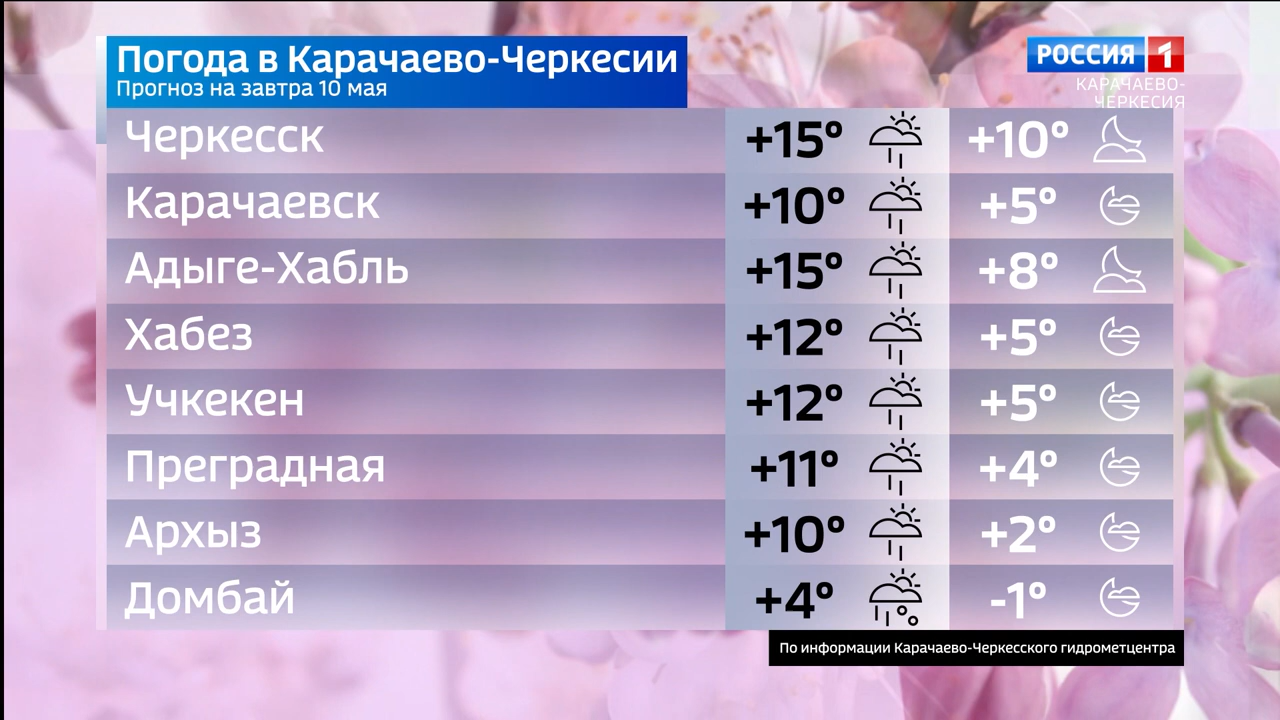 Погода в Карачаево-Черкесии
Прогноз на завтра 10 мая
РОССИЯ 1
КАРАЧАЕВО-
ЧЕРКЕСИЯ
Черкесск +15° +10°
Карачаевск +10° +5°
Адыге-Хабль +15° +8°
Хабез +12° +5°
Учкекен +12° +5°
Преградная +11° +4°
Архыз +10° +2°
Домбай +4° -1°
По информации Карачаево-Черкесского гидрометцентра